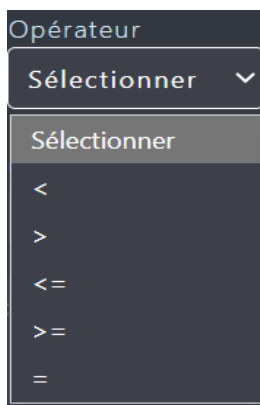 Opérateur
Sélectionner
Sélectionner
<
>
<=
>=
=